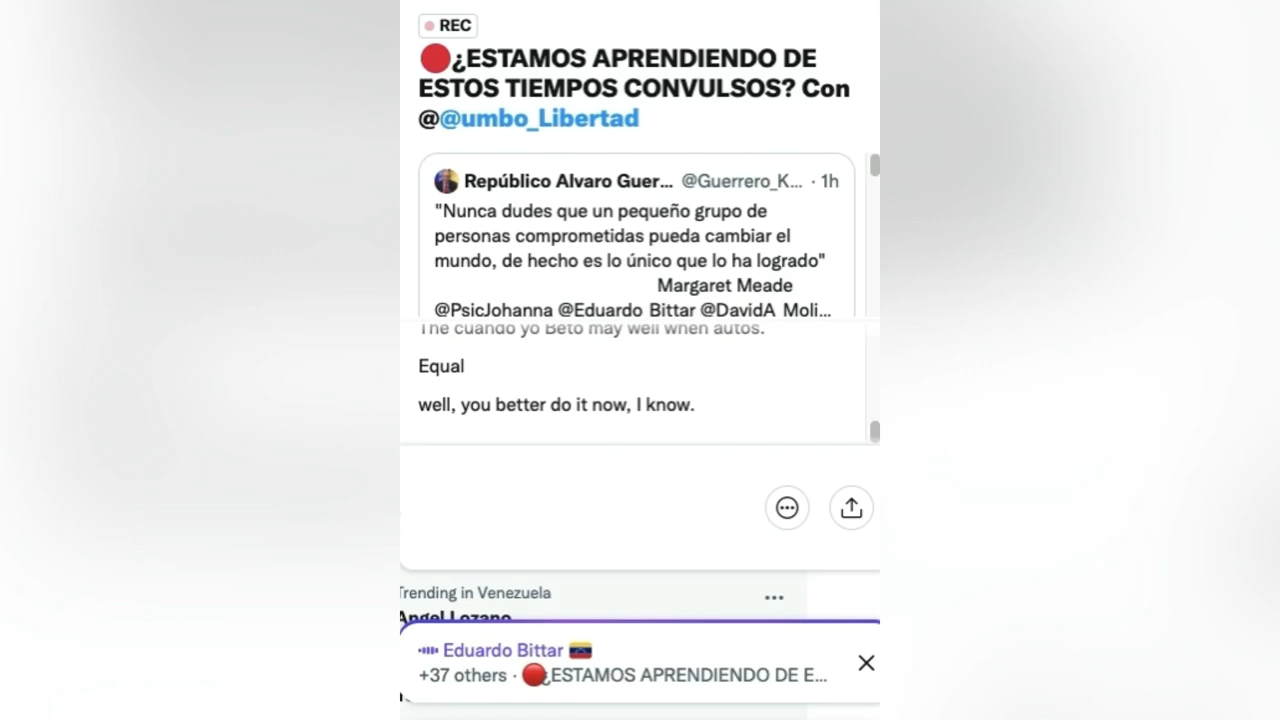 REC
🔴¿ESTAMOS APRENDIENDO DE
ESTOS TIEMPOS CONVULSOS? Con
@@umbo_Libertad
Repúblico Alvaro Guer... @Guerrero_K... · 1h
"Nunca dudes que un pequeño grupo de
personas comprometidas pueda cambiar el
mundo, de hecho es lo único que lo ha logrado"
Margaret Meade
@PsicJohanna @Eduardo_Bittar @DavidA_Moli...
The cuando yo Beto may well when autos.
Equal
well, you better do it now, I know.
Trending in Venezuela
Angel Lozano
Eduardo Bittar 🇻🇪
+37 others · 🔴¿ESTAMOS APRENDIENDO DE E...